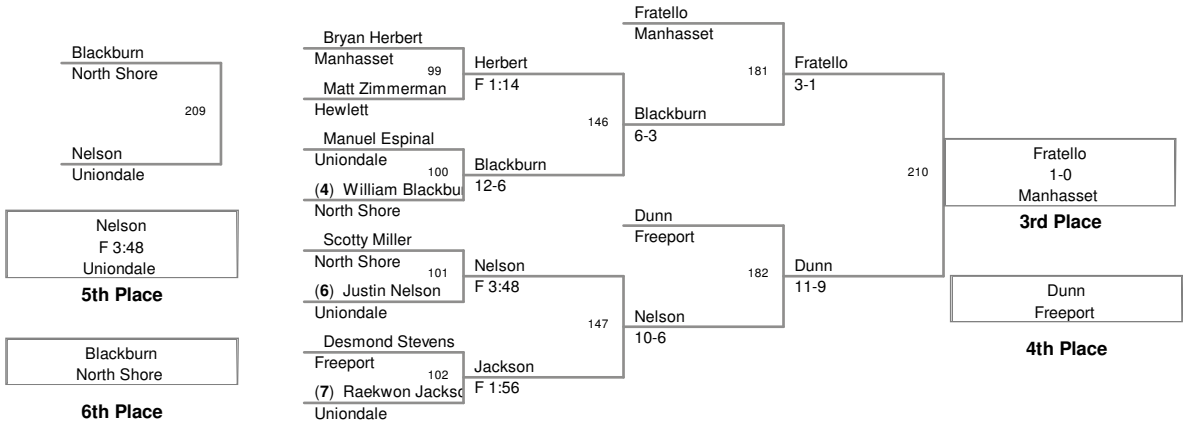 Blackburn
North Shore
209
Nelson
Uniondale
Nelson
F 3:48
Uniondale
5th Place
Blackburn
North Shore
6th Place
Bryan Herbert
Manhasset
99
Matt Zimmerman
Hewlett
Manuel Espinal
Uniondale
100
(4) William Blackbu
North Shore
Scotty Miller
North Shore
101
(6) Justin Nelson
Uniondale
Desmond Stevens
Freeport
102
(7) Raekwon Jackso
Uniondale
Herbert
F 1:14
146
Blackburn
12-6
Nelson
F 3:48
147
Jackson
F 1:56
Fratello
Manhasset
181
Blackburn
6-3
Dunn
Freeport
182
Nelson
10-6
Fratello
3-1
210
Dunn
11-9
Fratello
1-0
Manhasset
3rd Place
Dunn
Freeport
4th Place